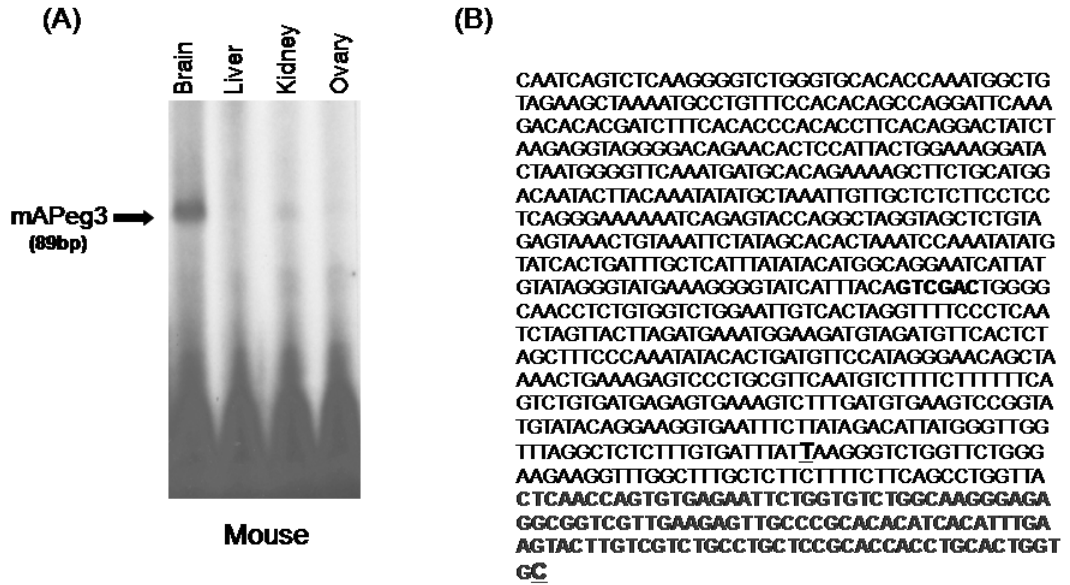 (A)
(B)
Brain
Liver
Kidney
Ovary
mAPeg3
(89bp)
Mouse
CAATCAGTCTCAAGGGGTCTGGGTGCACACCAAATGGCTG
TAGAAGCTAAAATGCCTGTTTCCACACAGCCAGGATTCAAA
GACACACGATCTTTCACACCCACACCTTCACAGGACTATCT
AAGAGGTAGGGGACAGAACACTCCATTACTGGAAAGGATA
CTAATGGGGTTCAAATGATGCACAGAAAAGCTTCTGCATGG
ACAATACTTACAAATATATGCTAAATTGTTGCTCTCTTCCTCC
TCAGGGAAAAAATCAGAGTACCAGGCTAGGTAGCTCTGTA
GAGTAAACTGTAAATTCTATAGCACACTAAATCCAAATATATG
TATCACTGATTTGCTCATTTATATACATGGCAGGAATCATTAT
GTATAGGGTATGAAAGGGGTATCATTTACAGTCGACTGGGG
CAACCTCTGTGGTCTGGAATTGTCACTAGGTTTTCCCTCAA
TCTAGTTACTTAGATGAAATGGAAGATGTAGATGTTCACTCT
AGCTTTCCCAAATATACACTGATGTTCCATAGGGAACAGCTA
AAACTGAAAGAGTCCCTGCGTTCAATGTCTTTTCTTTTTTCA
GTCTGTGATGAGAGTGAAAGTCTTTGATGTGAAGTCCGGTA
TGTATACAGGAAGGTGAATTTCTTATAGACATTATGGGTTGG
TTTAGGCTCTCTTTGTGATTTATTAAGGGTCTGGTTCTGGG
AAGAAGGTTTGGCTTTGCTCTTCTTTTCTTCAGCCTGGTTA
CTCAACCAGTGTGAGAATTCTGGTGTCTGGCAAGGGAGA
GGCGGTCGTTGAAGAGTTGCCCGCACACATCACATTTGA
AGTACTTGTCGTCTGCCTGCTCCGCACCACCTGCACTGGT
GC